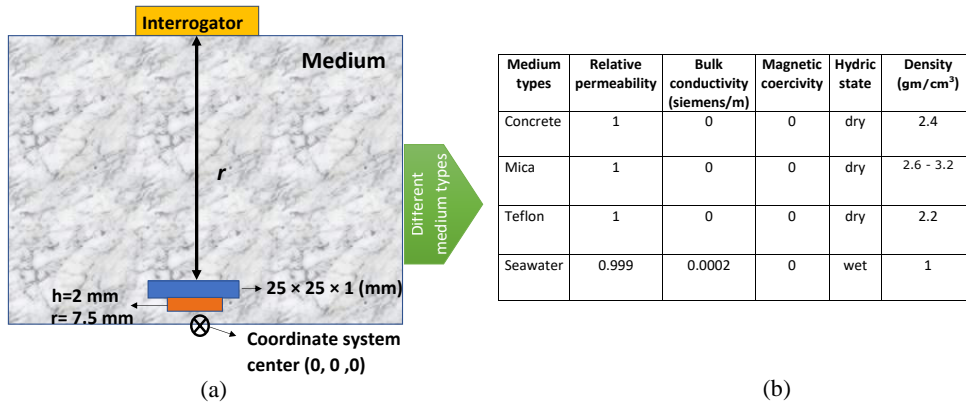 Interrogator
Medium
r
h=2 mm
r= 7.5 mm
25 × 25 × 1 (mm)
Coordinate system
center (0, 0 ,0)
(a)
Different
medium types
Medium types Relative permeability Bulk conductivity (siemens/m) Magnetic coercivity Hydric state Density (gm/cm³)
Concrete 1 0 0 dry 2.4
Mica 1 0 0 dry 2.6 - 3.2
Teflon 1 0 0 dry 2.2
Seawater 0.999 0.0002 0 wet 1
(b)